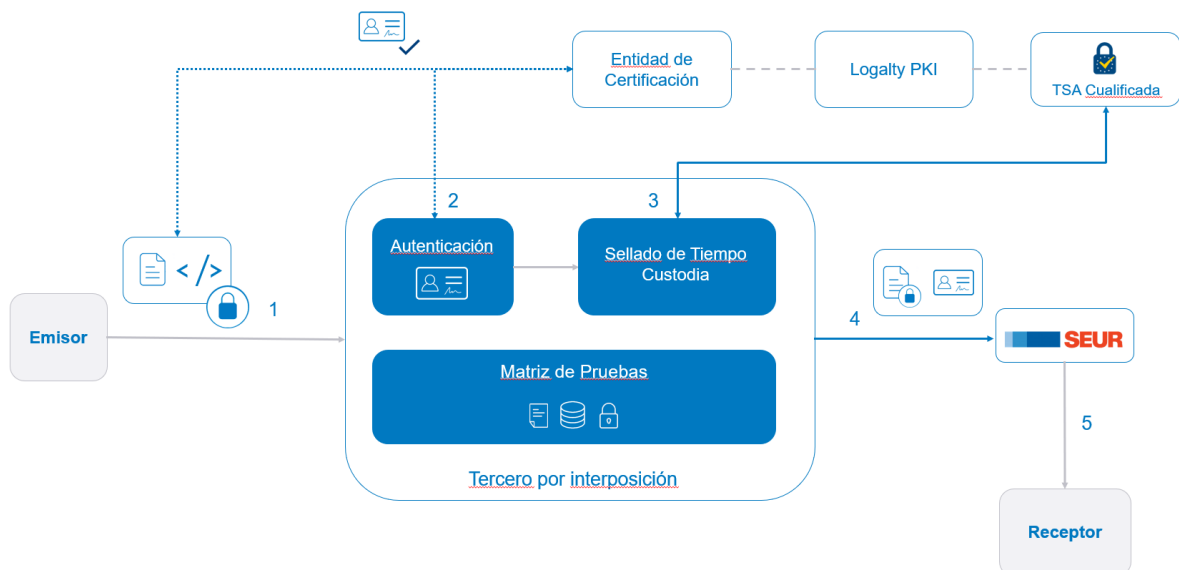 Entidad de
Certificación
Logalty PKI
TSA Cualificada
2
3
Autenticación
Sellado de Tiempo
Custodia
</>
1
Emisor
4
SEUR
Matriz de Pruebas
5
Tercero por interposición
Receptor